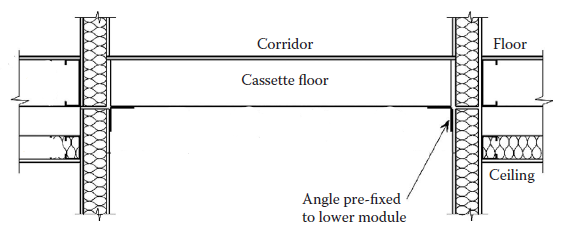 Corridor
Floor
Cassette floor
Ceiling
Angle pre-fixed
to lower module